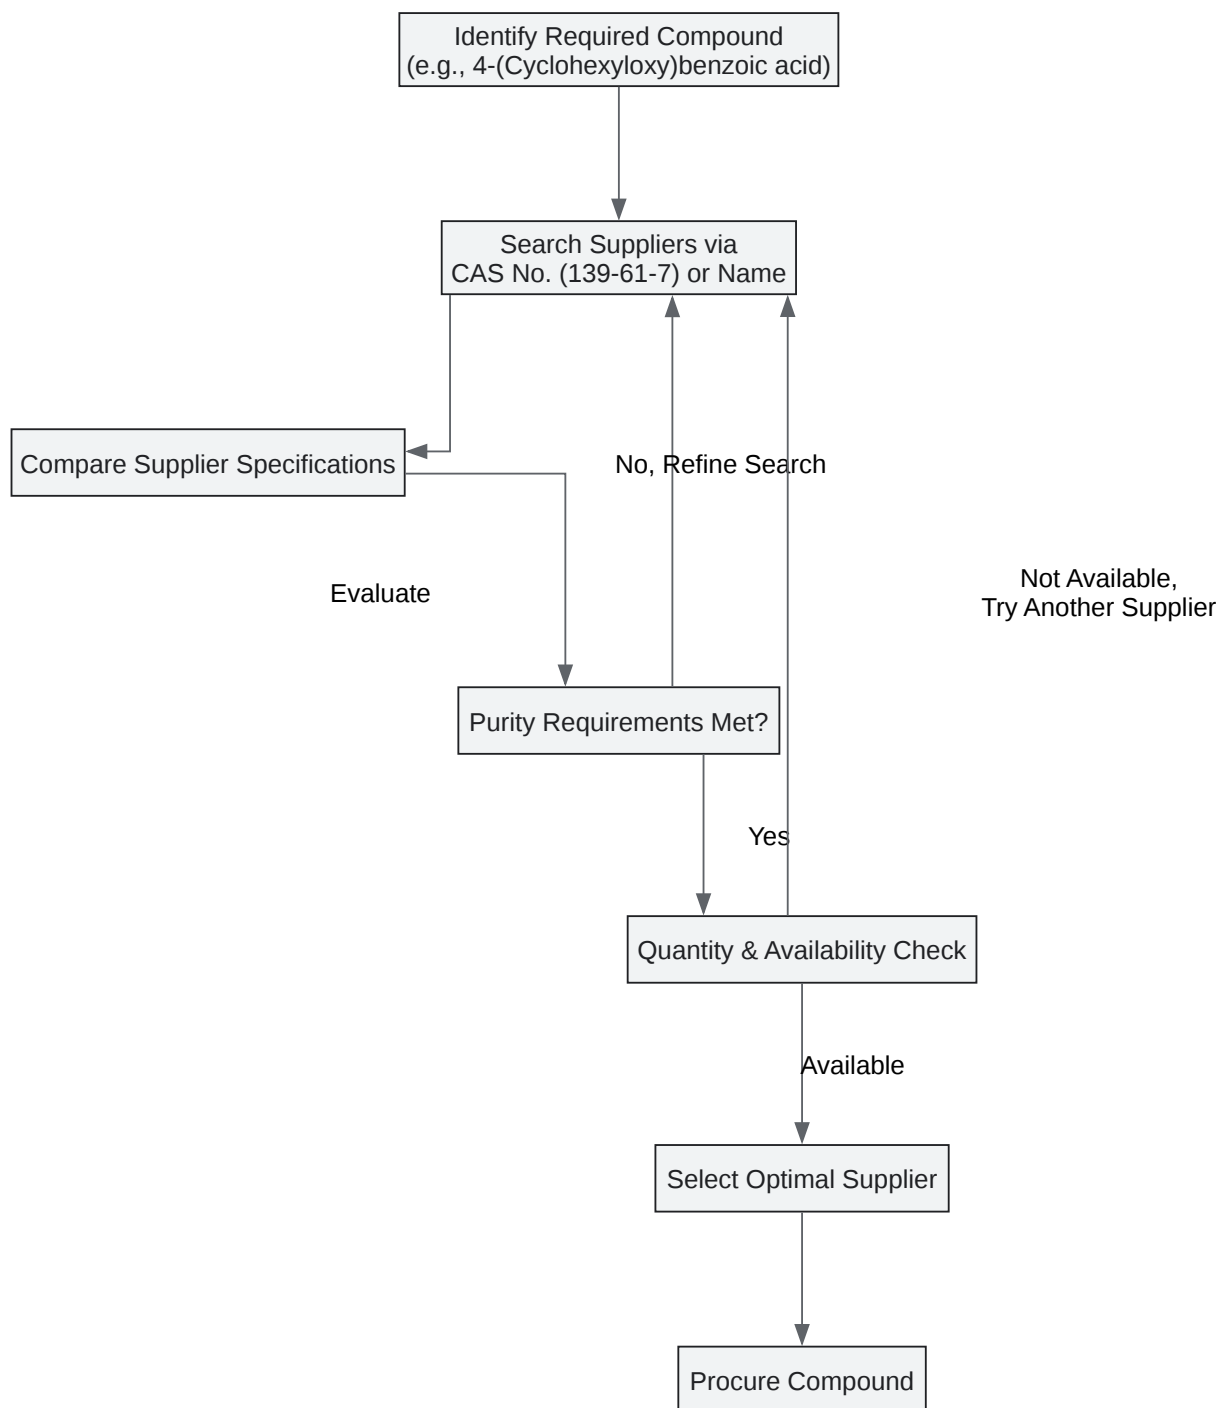 Identify Required Compound
(e.g., 4-(Cyclohexyloxy)benzoic acid)
Search Suppliers via
CAS No. (139-61-7) or Name
Compare Supplier Specifications
No, Refine Search
Evaluate
Not Available,
Try Another Supplier
Purity Requirements Met?
Yes
Quantity & Availability Check
Available
Select Optimal Supplier
Procure Compound